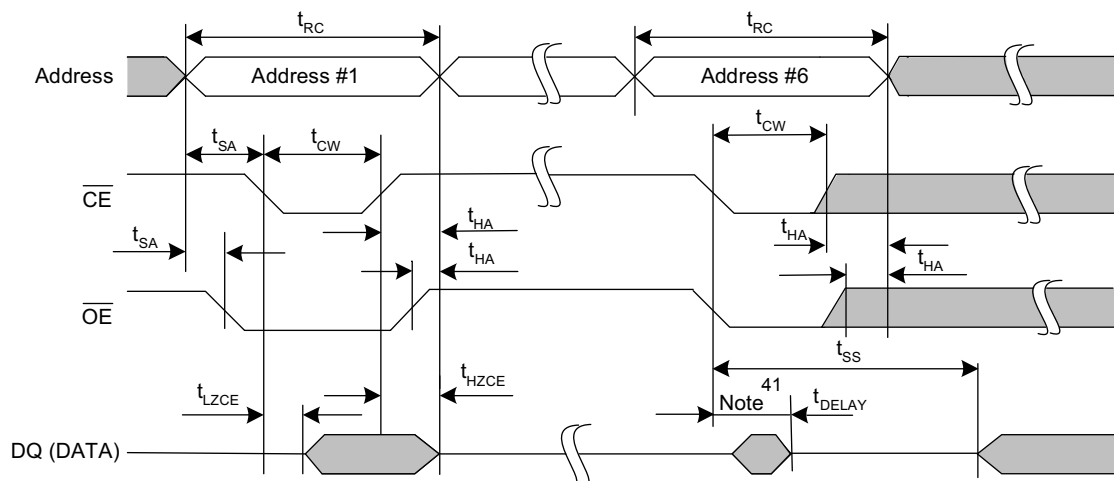 tRC tRC
Address Address #1 Address #6
tSA tCW tCW
CE
tHA tHA
tSA tHA tHA
OE
tSS
tLZCE tHZCE Note 41 tDELAY
DQ (DATA)